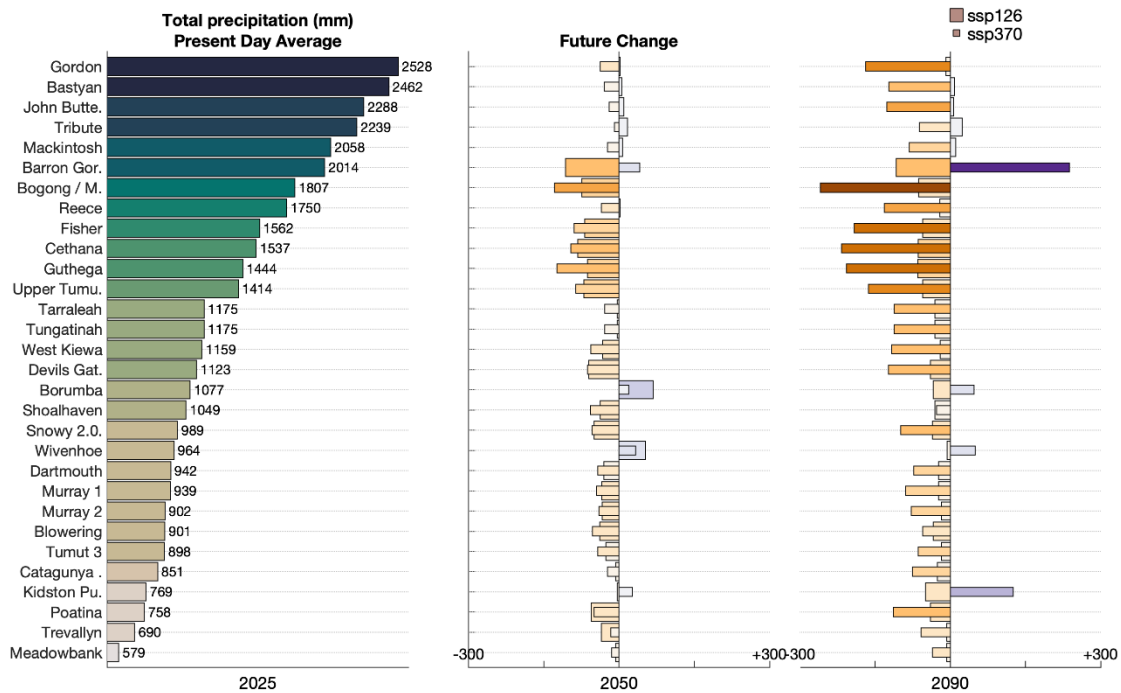 Total precipitation (mm)
Present Day Average
Future Change
ssp126
ssp370
Gordon 2528
Bastyan 2462
John Butte. 2288
Tribute 2239
Mackintosh 2058
Barron Gor. 2014
Bogong / M. 1807
Reece 1750
Fisher 1562
Cethana 1537
Guthega 1444
Upper Tumu. 1414
Tarraleah 1175
Tungatinah 1175
West Kiewa 1159
Devils Gat. 1123
Borumba 1077
Shoalhaven 1049
Snowy 2.0. 989
Wivenhoe 964
Dartmouth 942
Murray 1 939
Murray 2 902
Blowering 901
Tumut 3 898
Catagunya . 851
Kidston Pu. 769
Poatina 758
Trevallyn 690
Meadowbank 579
-300 +300 -300 +300
2025 2050 2090